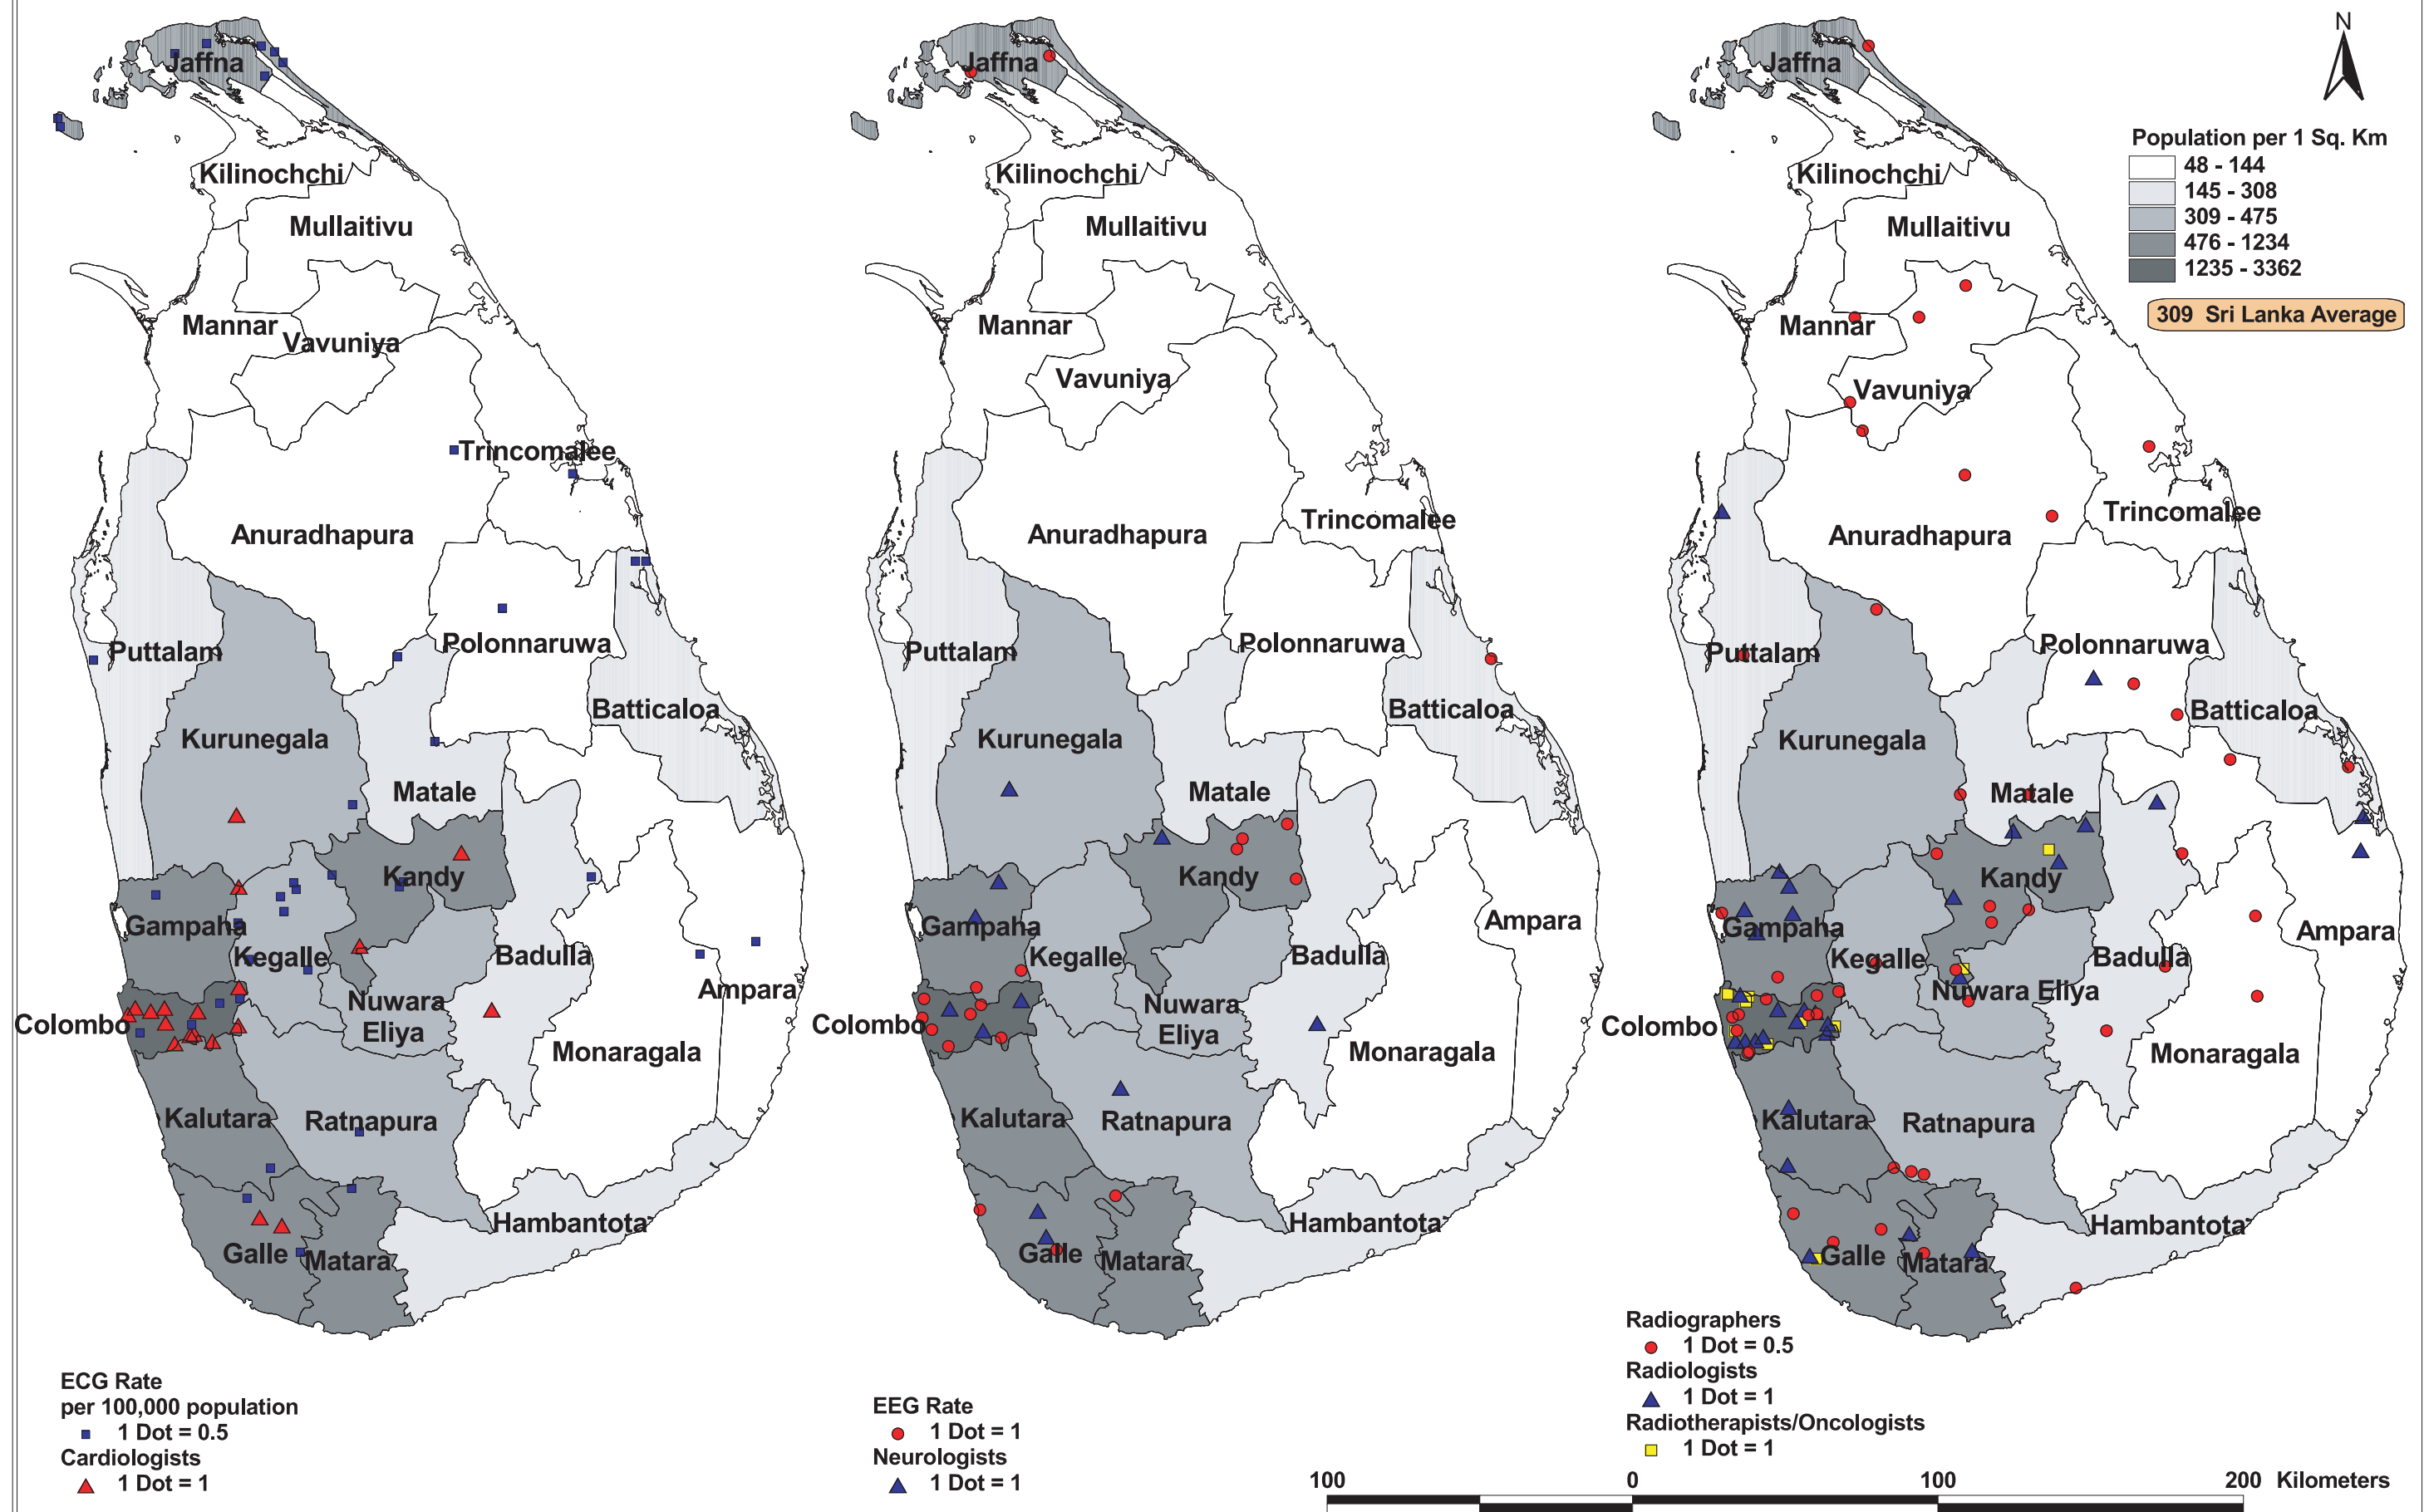 Jaffna
Kilinochchi
Mullaitivu
Mannar
Vavuniya
Trincomalee
Anuradhapura
Puttalam
Polonnaruwa
Batticaloa
Kurunegala
Matale
Kandy
Gampaha
Kegalle
Badulla
Ampara
Nuwara
Eliya
Colombo
Monaragala
Kalutara
Ratnapura
Hambantota
Galle
Matara
ECG Rate
per 100,000 population
1 Dot = 0.5
Cardiologists
1 Dot = 1
Jaffna
Kilinochchi
Mullaitivu
Mannar
Vavuniya
Trincomalee
Anuradhapura
Puttalam
Polonnaruwa
Batticaloa
Kurunegala
Matale
Kandy
Gampaha
Kegalle
Badulla
Ampara
Nuwara
Eliya
Colombo
Monaragala
Kalutara
Ratnapura
Hambantota
Galle
Matara
EEG Rate
1 Dot = 1
Neurologists
1 Dot = 1
N
Population per 1 Sq. Km
48 - 144
145 - 308
309 - 475
476 - 1234
1235 - 3362
309 Sri Lanka Average
Jaffna
Kilinochchi
Mullaitivu
Mannar
Vavuniya
Trincomalee
Anuradhapura
Puttalam
Polonnaruwa
Batticaloa
Kurunegala
Matale
Kandy
Gampaha
Kegalle
Badulla
Ampara
Nuwara Eliya
Colombo
Monaragala
Kalutara
Ratnapura
Hambantota
Galle
Matara
Radiographers
1 Dot = 0.5
Radiologists
1 Dot = 1
Radiotherapists/Oncologists
1 Dot = 1
100 0 100 200 Kilometers